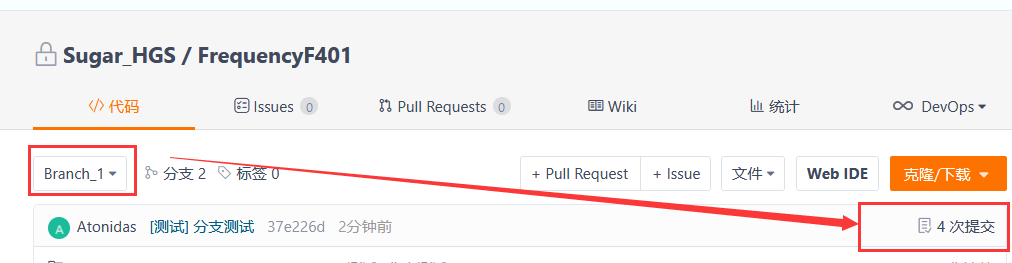 Sugar_HGS / FrequencyF401
代码 Issues 0 Pull Requests 0 Wiki 统计 DevOps
Branch_1 分支 2 标签 0 + Pull Request + Issue 文件 Web IDE 克隆/下载
A Atonidas [测试] 分支测试 37e226d 2分钟前 4 次提交